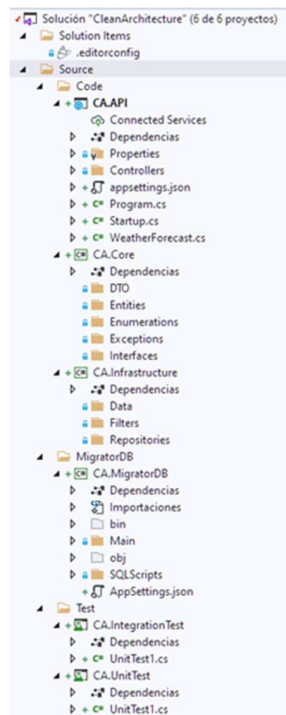 Solución "CleanArchitecture" (6 de 6 proyectos)
Solution Items
.editorconfig
Source
Code
CA.API
Connected Services
Dependencias
Properties
Controllers
appsettings.json
Program.cs
Startup.cs
WeatherForecast.cs
CA.Core
Dependencias
DTO
Entities
Enumerations
Exceptions
Interfaces
CA.Infrastructure
Dependencias
Data
Filters
Repositories
MigratorDB
CA.MigratorDB
Dependencias
Importaciones
bin
Main
obj
SQLScripts
AppSettings.json
Test
CA.IntegrationTest
Dependencias
UnitTest1.cs
CA.UnitTest
Dependencias
UnitTest1.cs